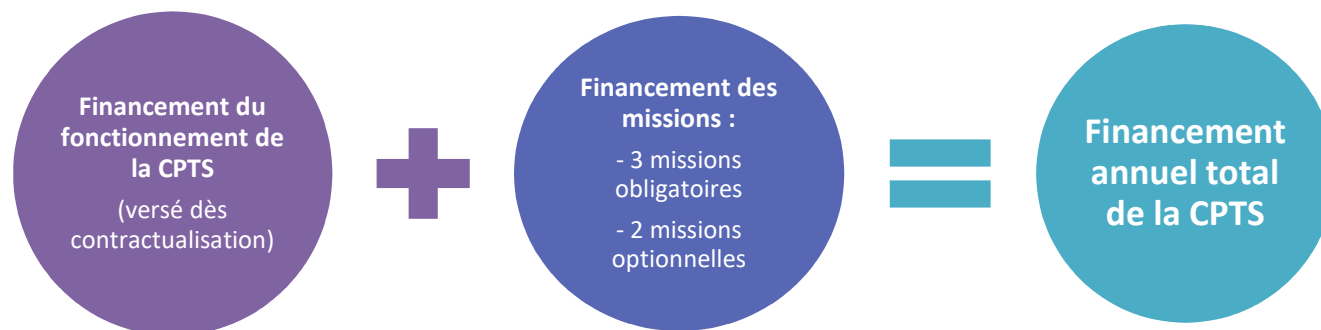 Financement du
fonctionnement de
la CPTS
(versé dès
contractualisation)
Financement des
missions :
- 3 missions
obligatoires
- 2 missions
optionnelles
Financement
annuel total
de la CPTS